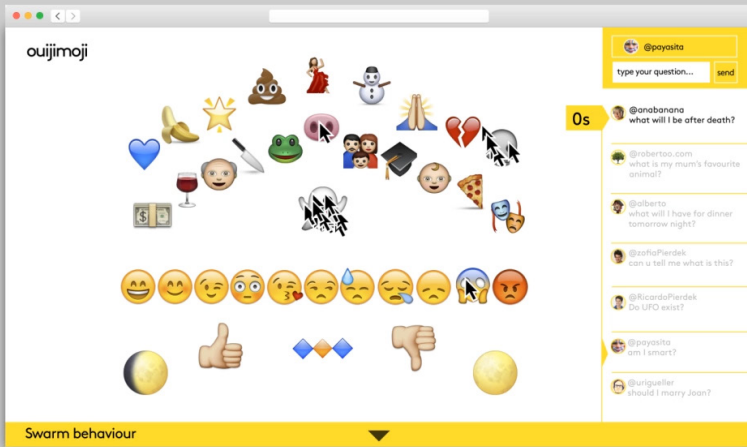 ouijimoji
@payasita
type your question...
send
0s
@anabanana
what will I be after death?
@robertoo.com
what is my mum's favourite
animal?
@alberto
what will I have for dinner
tomorrow night?
@zofiaPierdek
can u tell me what is this?
@RicardaPierdek
Do UFO exist?
@payasita
am I smart?
@urigueller
should I marry Joan?
Swarm behaviour